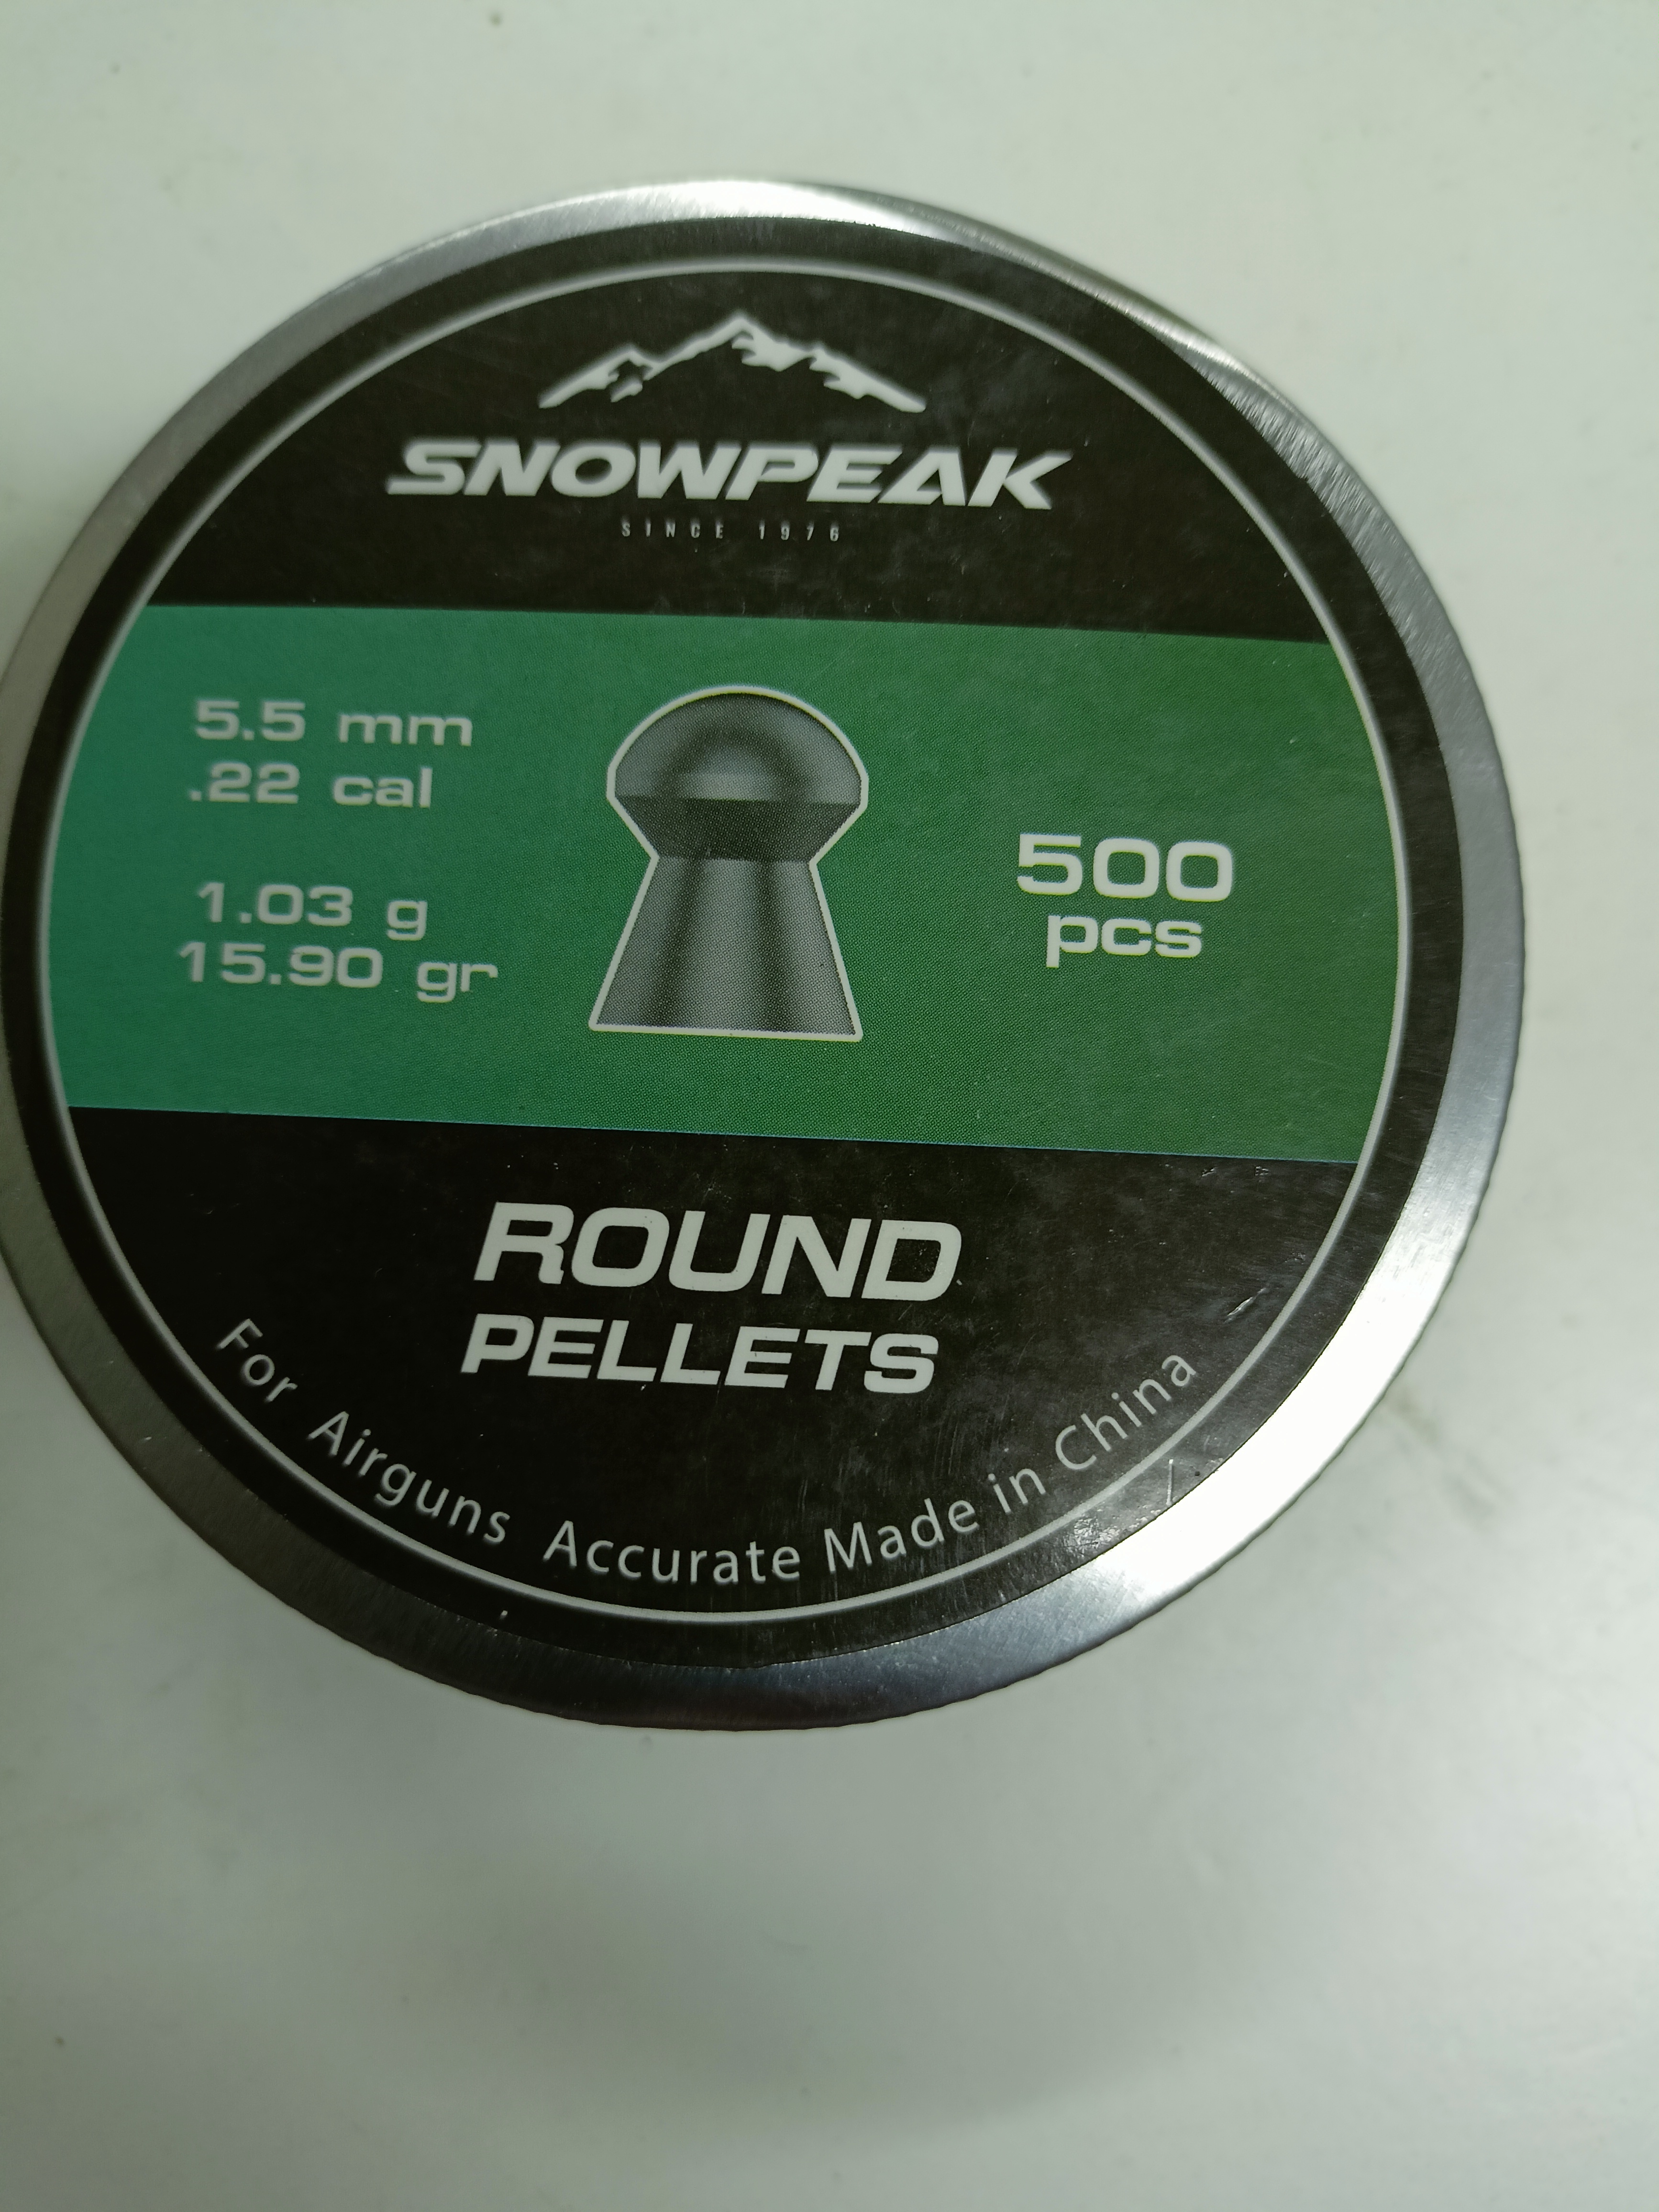 SNOWPEAK
SINCE 1976
5.5 mm
.22 cal
1.03 g
15.90 gr
500
pcs
ROUND
PELLETS
For Airguns Accurate Made in China